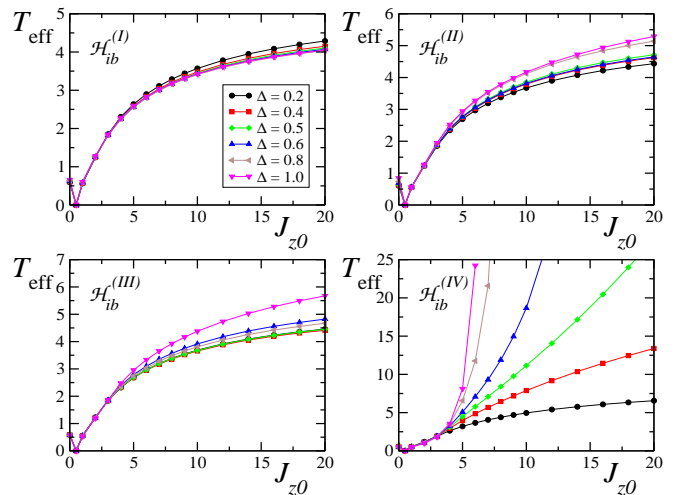 T_eff ℋ_ib^(I)
5
4
3
2
1
0
Δ = 0.2
Δ = 0.4
Δ = 0.5
Δ = 0.6
Δ = 0.8
Δ = 1.0
0 5 10 15 20
J_z0
T_eff ℋ_ib^(II)
6
5
4
3
2
1
0
0 5 10 15 20
J_z0
T_eff ℋ_ib^(III)
7
6
5
4
3
2
1
0
0 5 10 15 20
J_z0
T_eff ℋ_ib^(IV)
25
20
15
10
5
0
0 5 10 15 20
J_z0